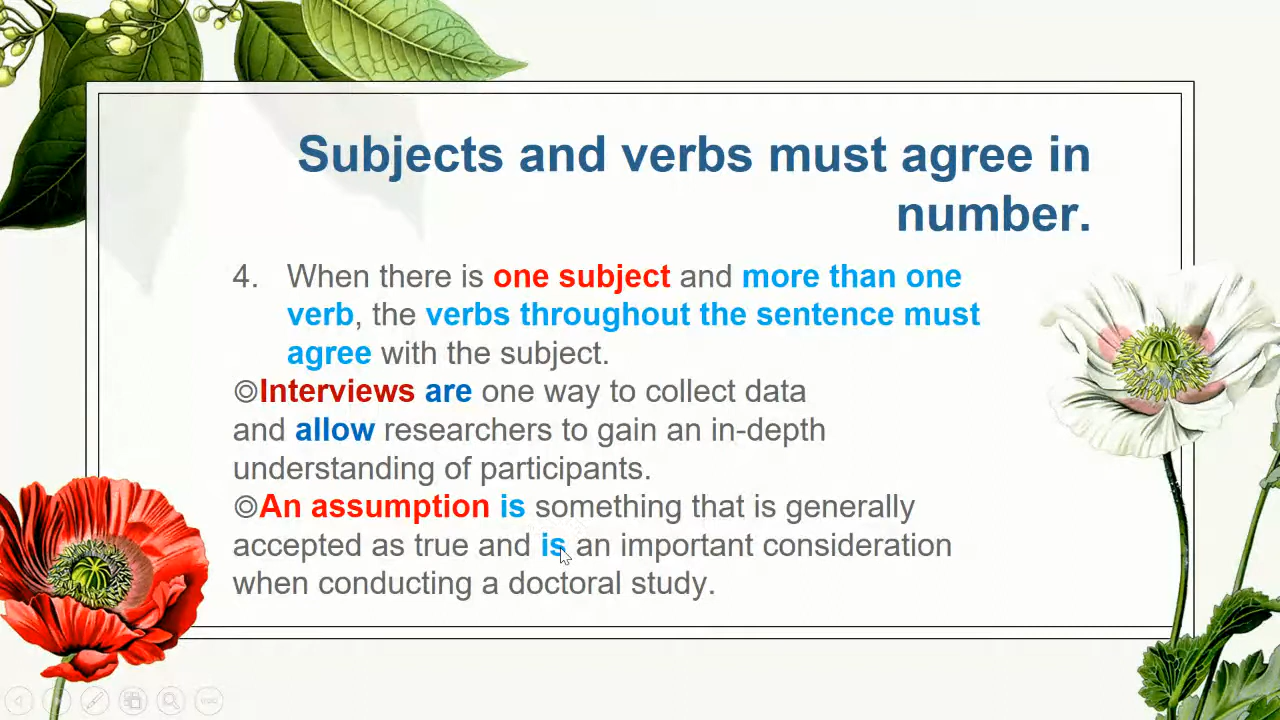 Subjects and verbs must agree in
number.
4. When there is one subject and more than one
verb, the verbs throughout the sentence must
agree with the subject.
◎Interviews are one way to collect data
and allow researchers to gain an in-depth
understanding of participants.
◎An assumption is something that is generally
accepted as true and is an important consideration
when conducting a doctoral study.